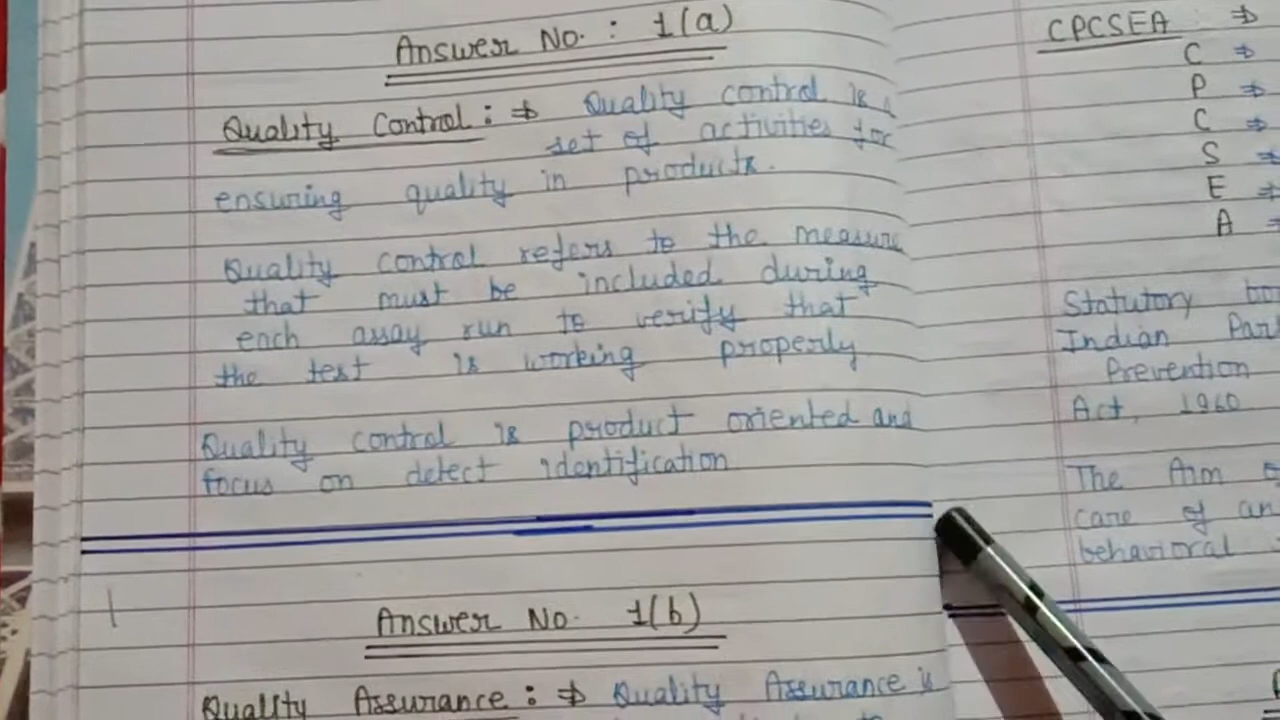 Answer No. : 1(a)
Quality Control : ⇒ Quality control is a
set of activities for
ensuring quality in products.
Quality control refers to the measure
that must be included during
each assay run to verify that
the test is working properly
Quality control is product oriented and
focus on defect identification
Answer No. 1(b)
Quality Assurance : ⇒ Quality Assurance is
CPCSEA ⇒
C ⇒
P ⇒
C ⇒
S ⇒
E ⇒
A ⇒
Statutory
Indian
Prevention
Act, 1960
The Aim
care of an
behavioral